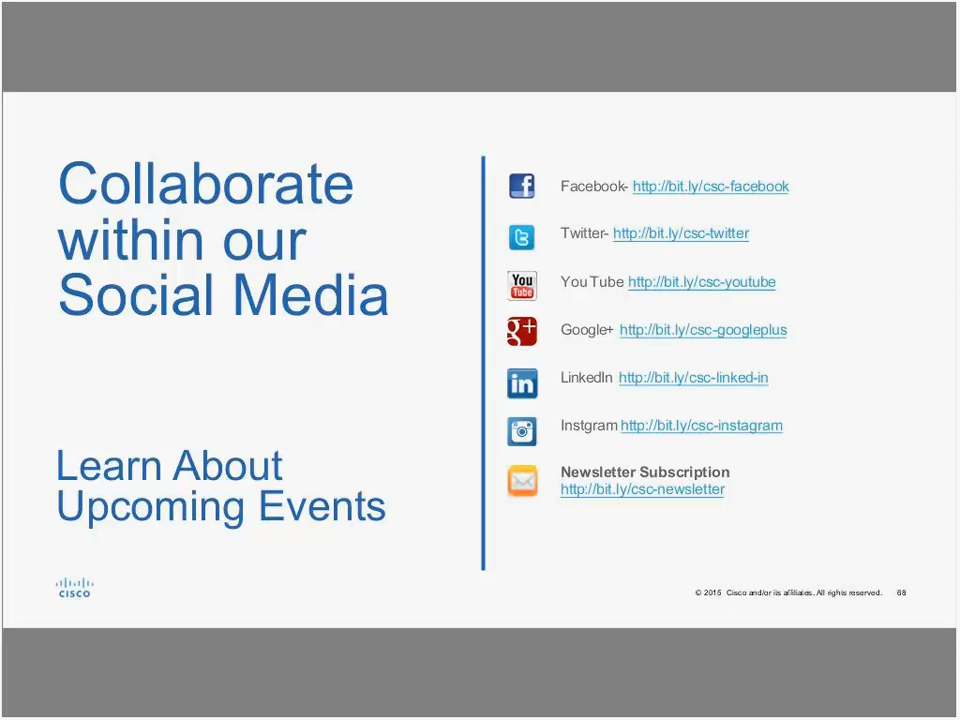 Collaborate
within our
Social Media
Learn About
Upcoming Events
Facebook- http://bit.ly/csc-facebook
Twitter- http://bit.ly/csc-twitter
You Tube http://bit.ly/csc-youtube
Google+ http://bit.ly/csc-googleplus
LinkedIn http://bit.ly/csc-linked-in
Instgram http://bit.ly/csc-instagram
Newsletter Subscription
http://bit.ly/csc-newsletter
f
t
You
Tube
g+
in
CISCO
© 2015 Cisco and/or its affiliates. All rights reserved. 68